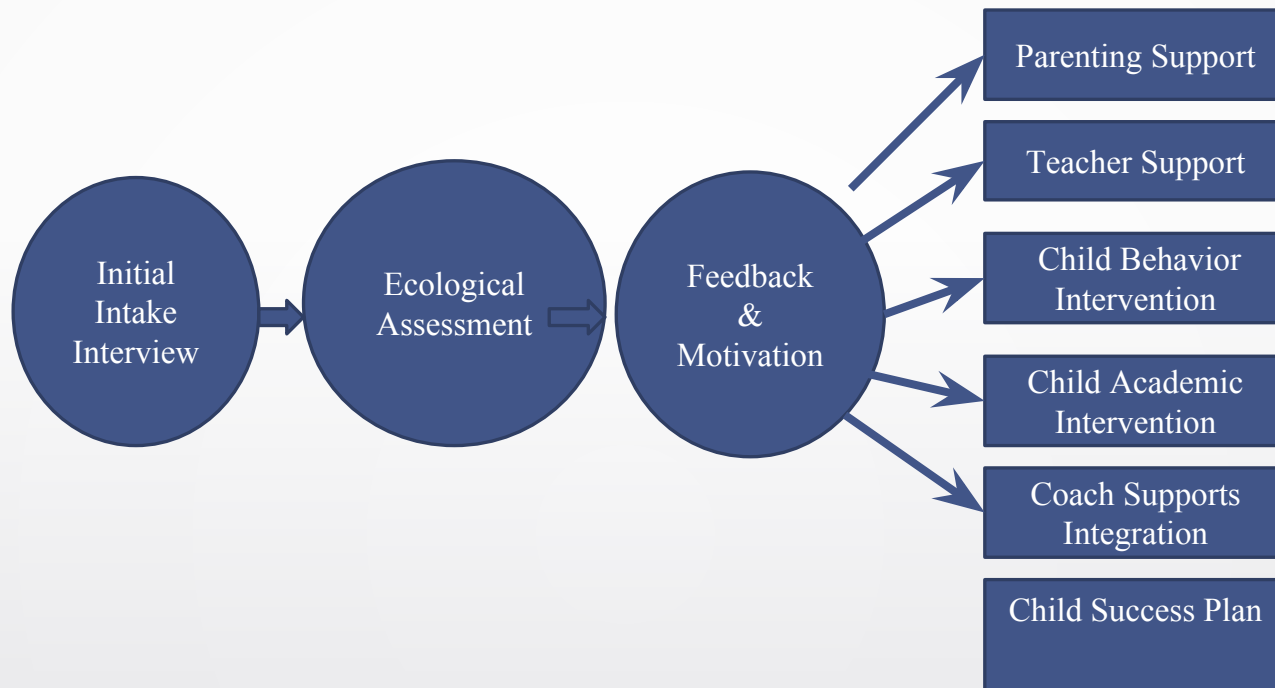 Initial
Intake
Interview
Ecological
Assessment
Feedback
&
Motivation
Parenting Support
Teacher Support
Child Behavior
Intervention
Child Academic
Intervention
Coach Supports
Integration
Child Success Plan